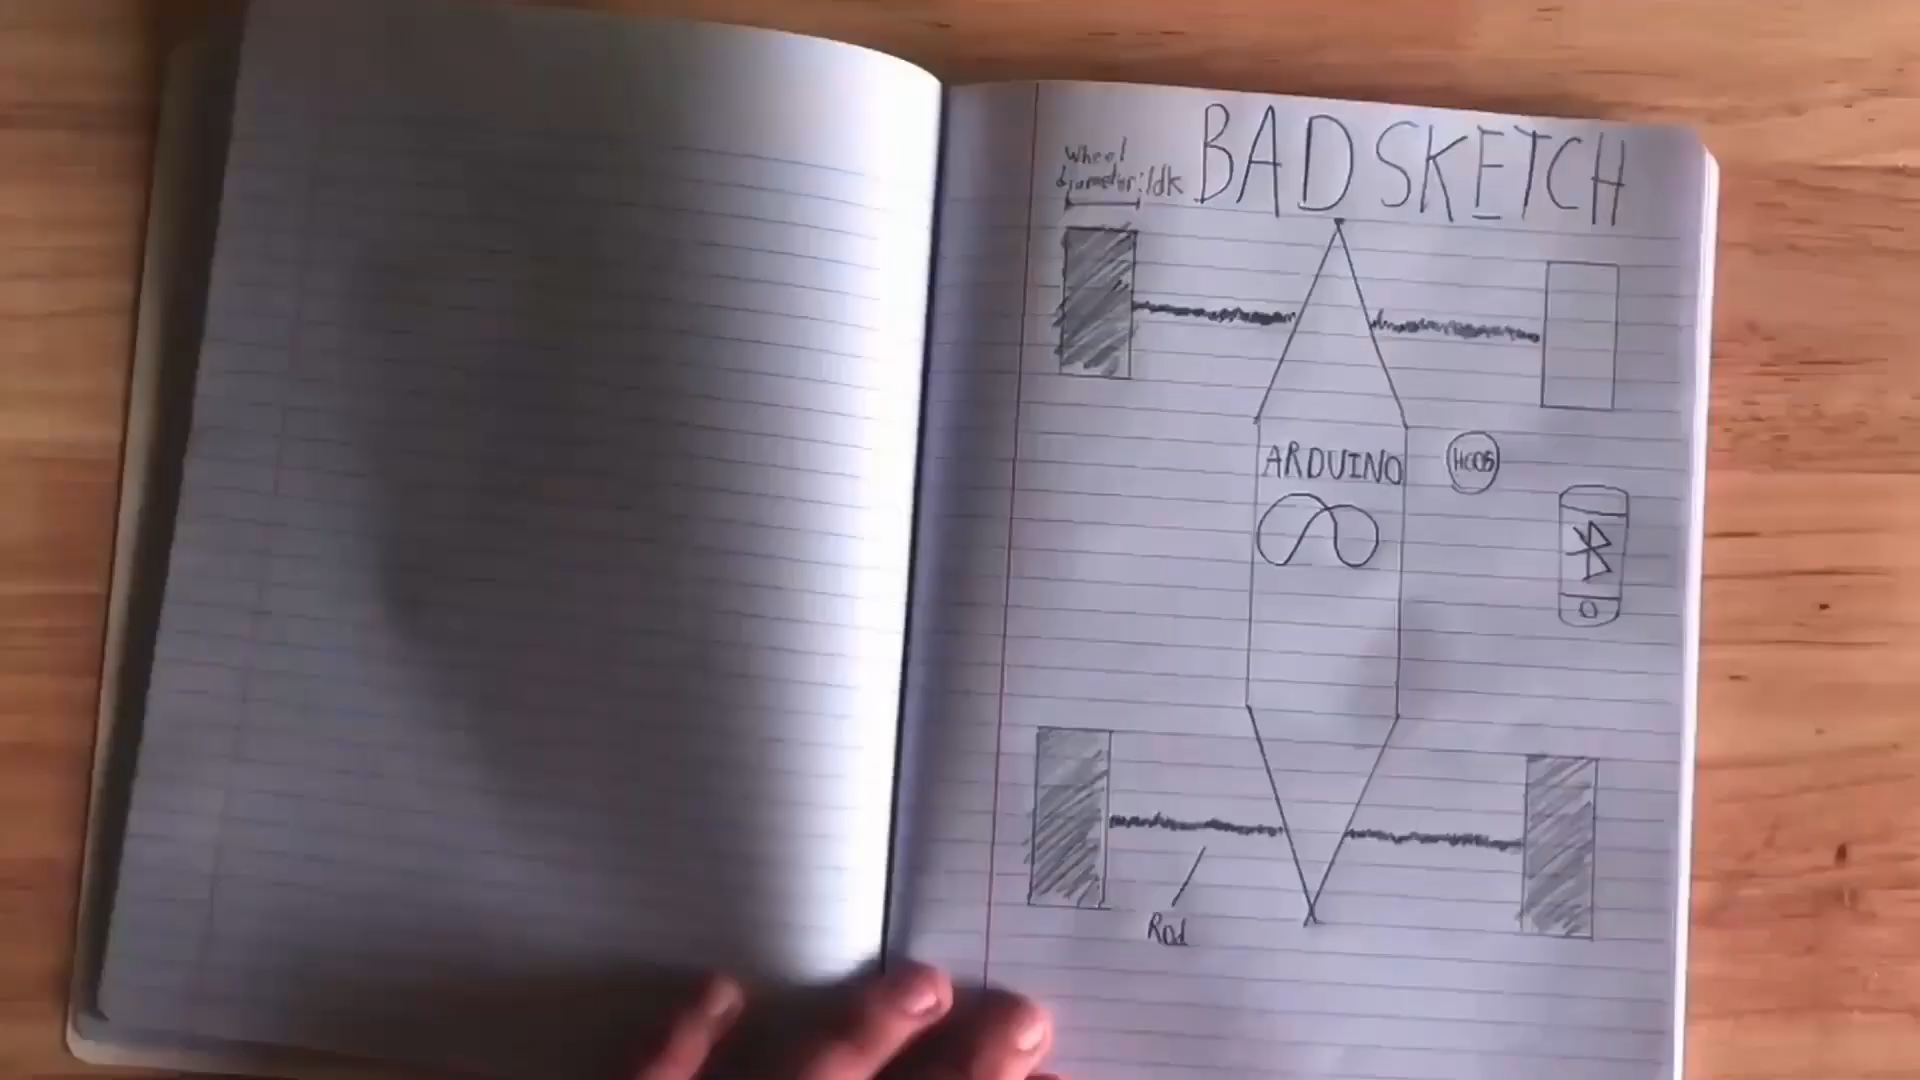 BAD SKETCH
Wheel
diameter: Idk
ARDUINO
HC05
Rod